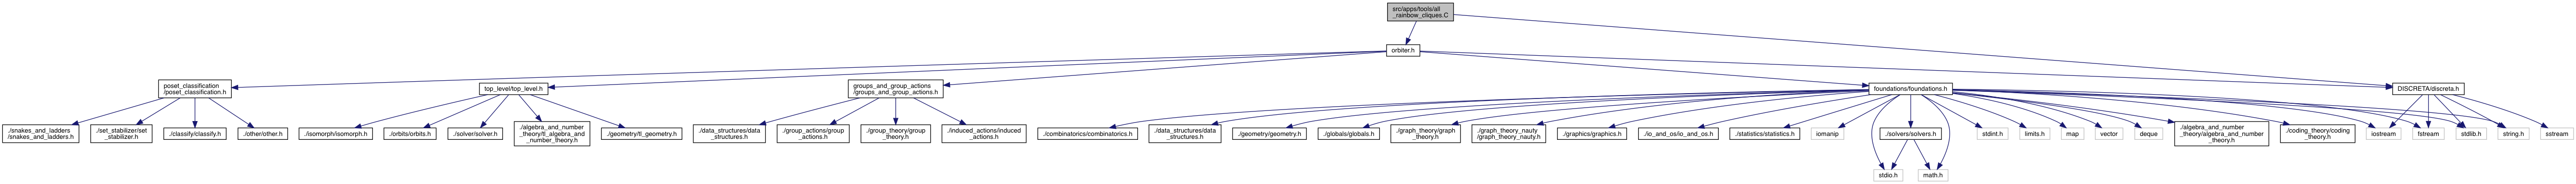 src/apps/tools/all
_rainbow_cliques.C
orbiter.h
poset_classification
/poset_classification.h
top_level/top_level.h
groups_and_group_actions
/groups_and_group_actions.h
foundations/foundations.h
DISCRETA/discreta.h
./snakes_and_ladders
/snakes_and_ladders.h
./set_stabilizer/set
_stabilizer.h
./classify/classify.h
./other/other.h
./isomorph/isomorph.h
./orbits/orbits.h
./solver/solver.h
./algebra_and_number
_theory/tl_algebra_and
_number_theory.h
./geometry/tl_geometry.h
./data_structures/data
_structures.h
./group_actions/group
_actions.h
./group_theory/group
_theory.h
./induced_actions/induced
_actions.h
./combinatorics/combinatorics.h
./data_structures/data
_structures.h
./geometry/geometry.h
./globals/globals.h
./graph_theory/graph
_theory.h
./graph_theory_nauty
/graph_theory_nauty.h
./graphics/graphics.h
./io_and_os/io_and_os.h
./statistics/statistics.h
iomanip
./solvers/solvers.h
stdint.h
limits.h
map
vector
deque
./algebra_and_number
_theory/algebra_and_number
_theory.h
./coding_theory/coding
_theory.h
iostream
fstream
stdlib.h
string.h
sstream
stdio.h
math.h